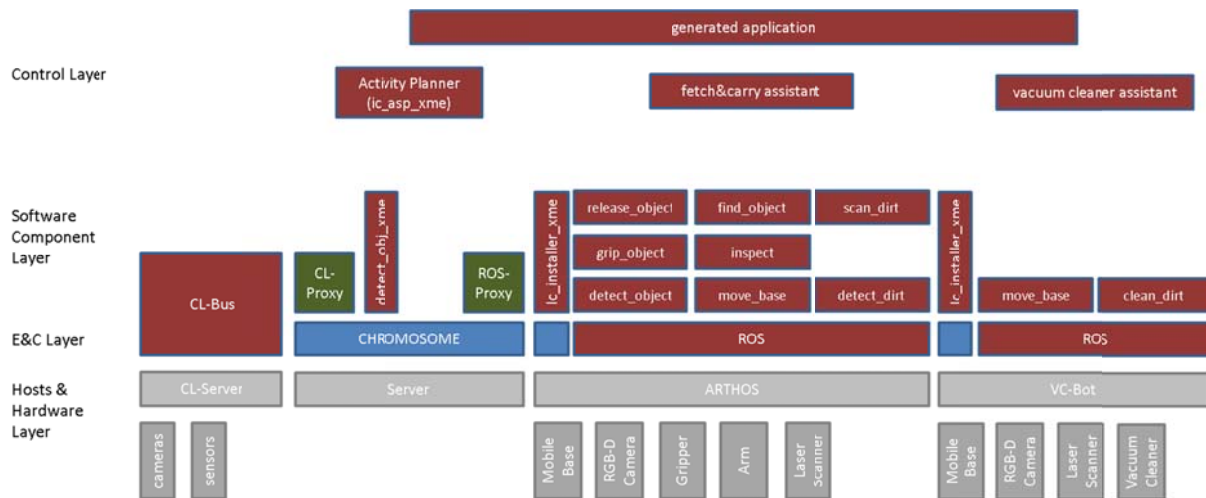 generated application
Control Layer
Activity Planner
(ic_asp_xme)
fetch&carry assistant
vacuum cleaner assistant
Software
Component
Layer
detect_obj_xme
lc_installer_xme
release_object
find_object
scan_dirt
lc_installer_xme
grip_object
inspect
CL-Bus
CL-
Proxy
ROS-
Proxy
detect_object
move_base
detect_dirt
move_base
clean_dirt
E&C Layer
CHROMOSOME
ROS
ROS
Hosts &
Hardware
Layer
CL-Server
Server
ARTHOS
VC-Bot
cameras
sensors
Mobile
Base
RGB-D
Camera
Gripper
Arm
Laser
Scanner
Mobile
Base
RGB-D
Camera
Laser
Scanner
Vacuum
Cleaner